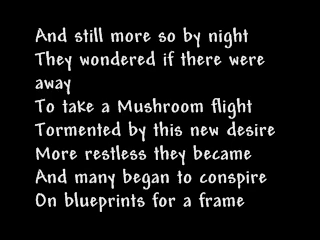 And still more so by night
They wondered if there were
away
To take a Mushroom flight
Tormented by this new desire
More restless they became
And many began to conspire
On blueprints for a frame